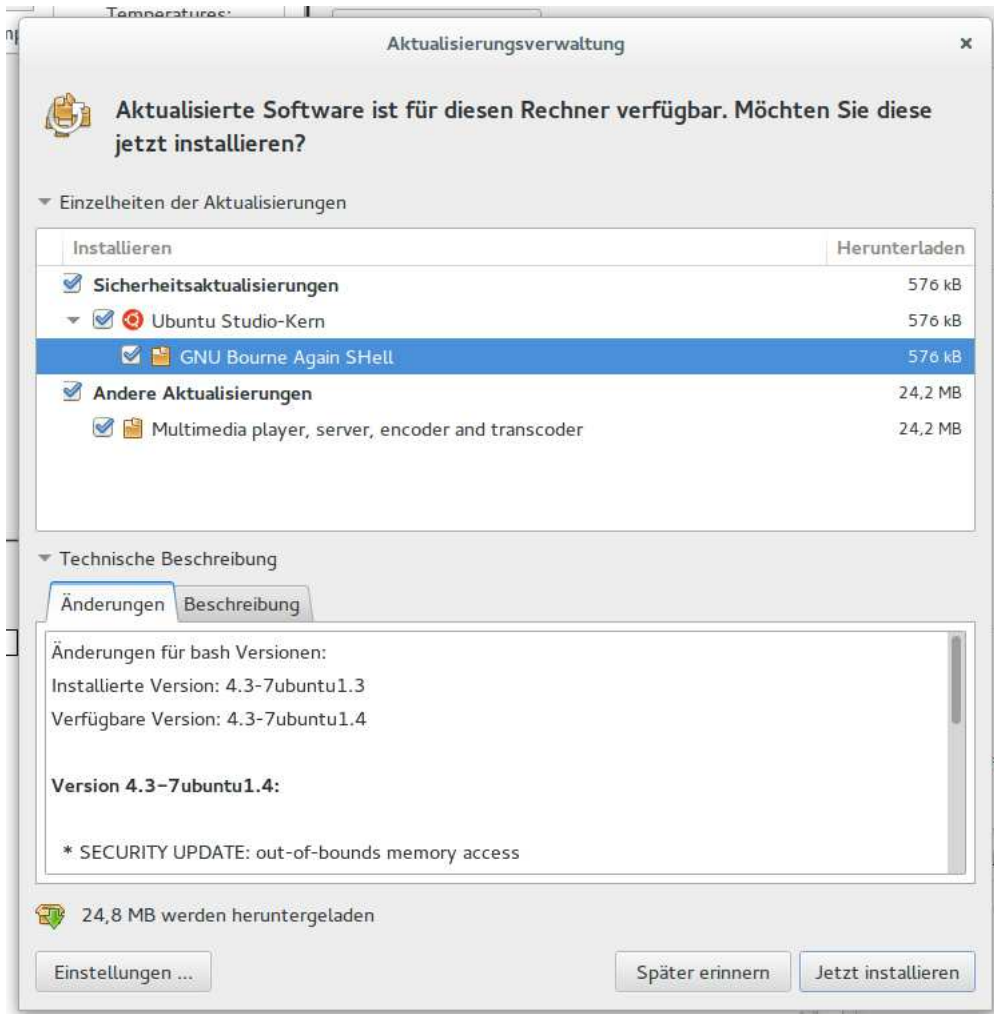 Temperatures:
Aktualisierungsverwaltung
Aktualisierte Software ist für diesen Rechner verfügbar. Möchten Sie diese
jetzt installieren?
Einzelheiten der Aktualisierungen
Installieren Herunterladen
Sicherheitsaktualisierungen 576 kB
Ubuntu Studio-Kern 576 kB
GNU Bourne Again SHell 576 kB
Andere Aktualisierungen 24,2 MB
Multimedia player, server, encoder and transcoder 24,2 MB
Technische Beschreibung
Änderungen Beschreibung
Änderungen für bash Versionen:
Installierte Version: 4.3-7ubuntu1.3
Verfügbare Version: 4.3-7ubuntu1.4
Version 4.3-7ubuntu1.4:
* SECURITY UPDATE: out-of-bounds memory access
24,8 MB werden heruntergeladen
Einstellungen ... Später erinnern Jetzt installieren